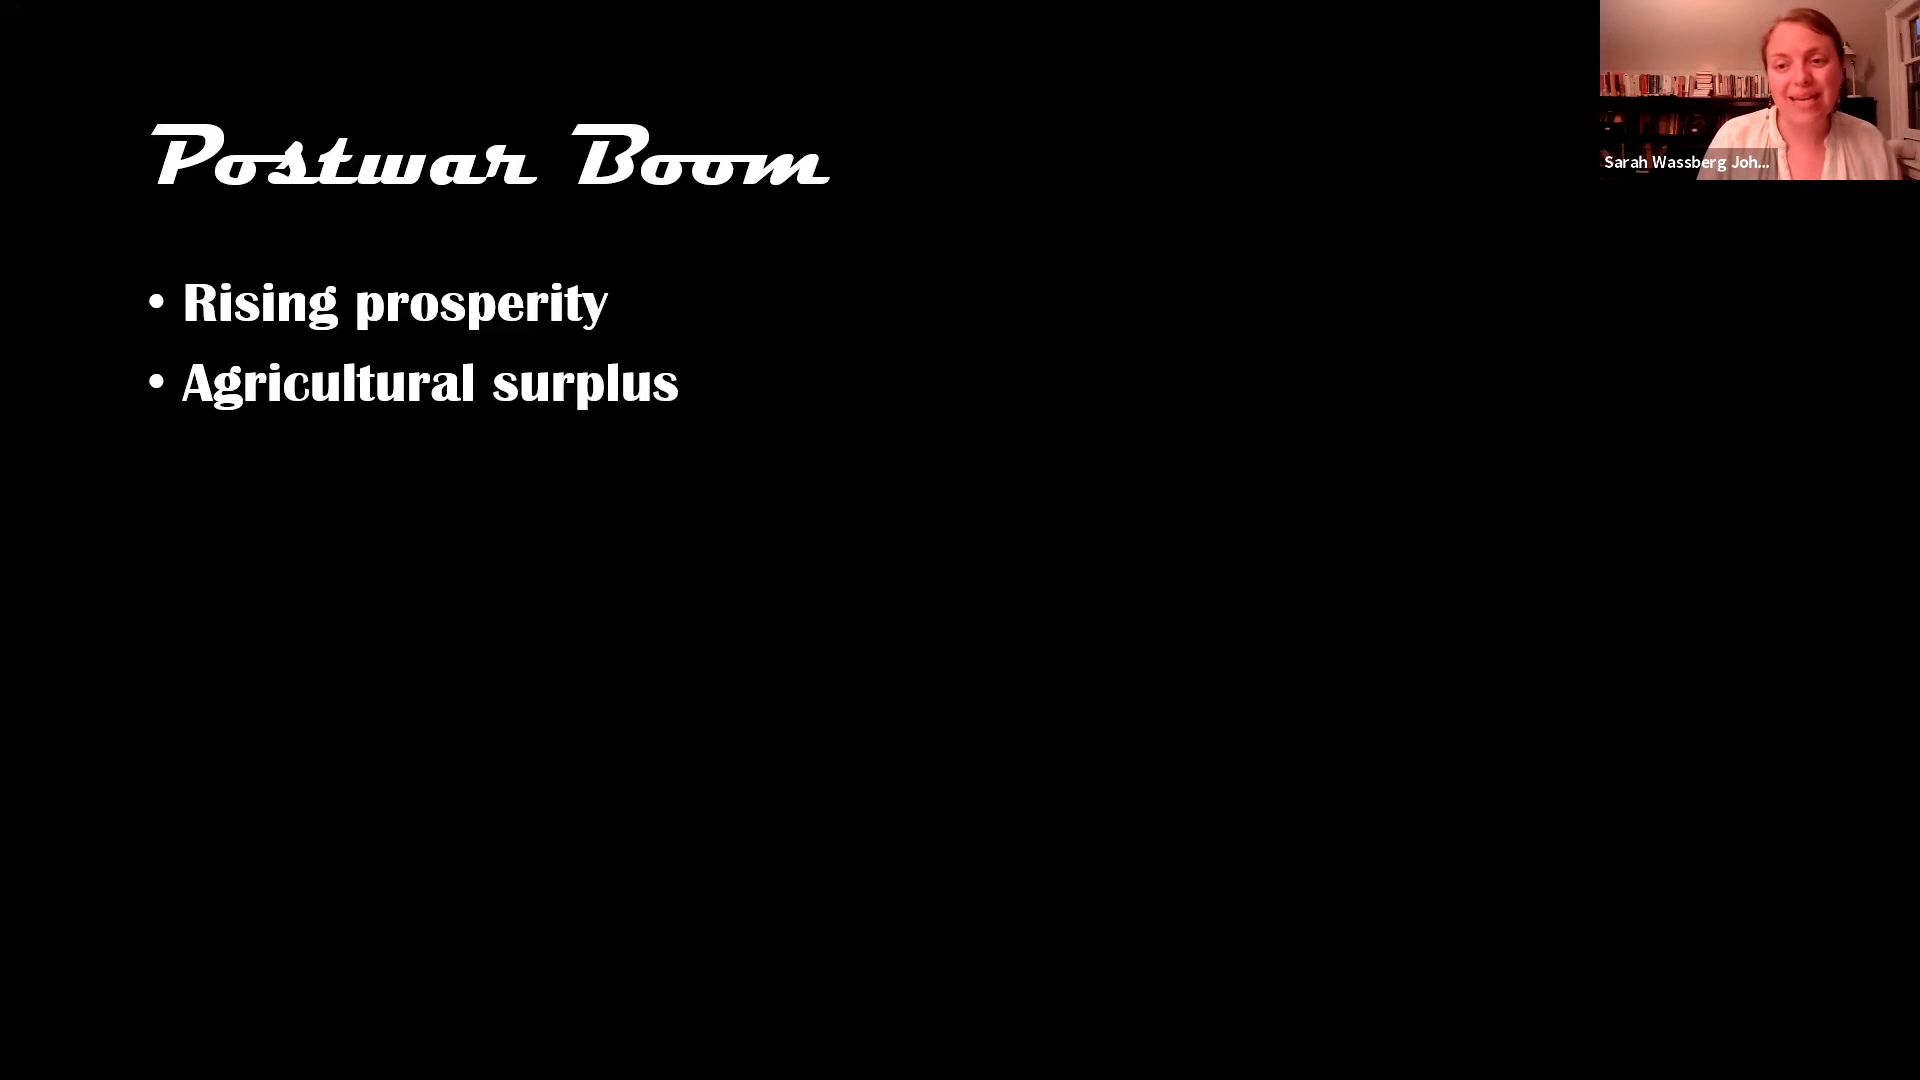 Postwar Boom
• Rising prosperity
• Agricultural surplus
Sarah Wassberg Joh...